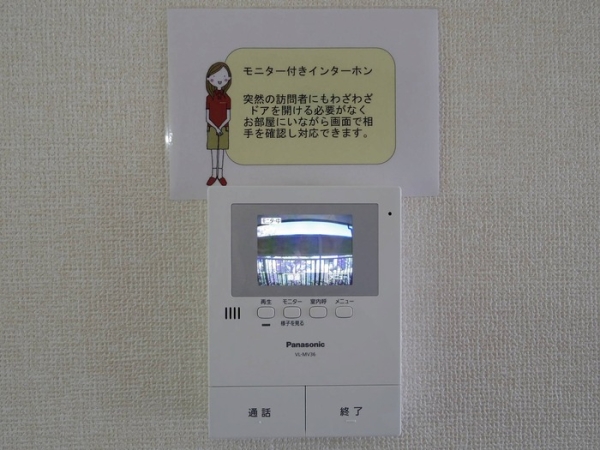 モニター付きインターホン
突然の訪問者にもわざわざ
ドアを開ける必要がなく
お部屋にいながら画面で相
手を確認し対応できます。
再生 モニター 室内呼 メニュー
様子を見る
Panasonic
VL-MV36
通話 終了